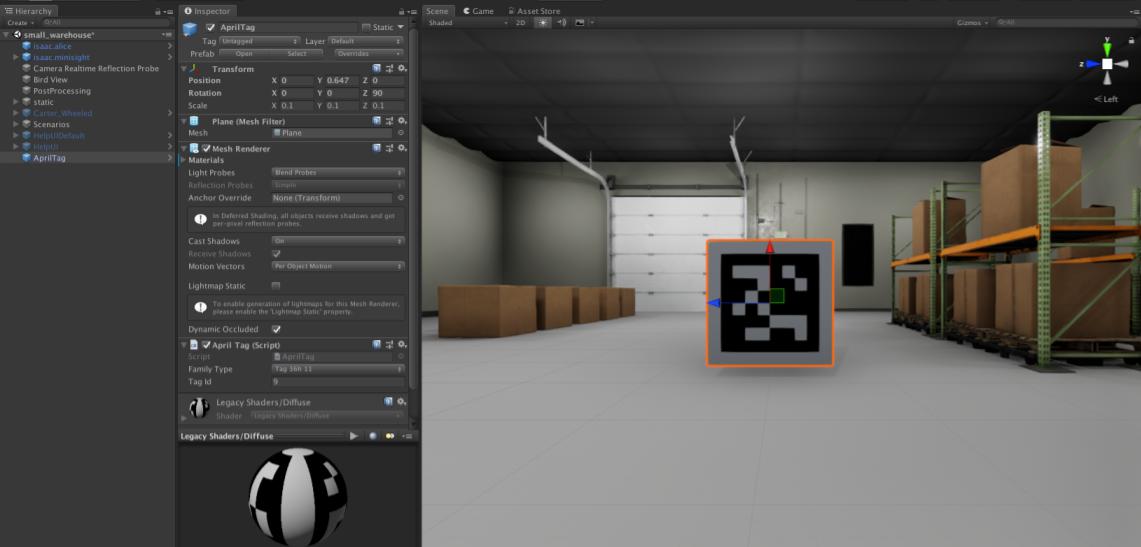 Hierarchy
Create All
small_warehouse*
isaac.alice
isaac.minisight
Camera Realtime Reflection Probe
Bird View
PostProcessing
static
Carter_Wheeled
Scenarios
HelpUIDefault
HelpUI
AprilTag
Inspector
AprilTag Static
Tag Untagged Layer Default
Prefab Open Select Overrides
Transform
Position X 0 Y 0.647 Z 0
Rotation X 0 Y 0 Z 90
Scale X 0.1 Y 0.1 Z 0.1
Plane (Mesh Filter)
Mesh Plane
Mesh Renderer
Materials
Light Probes Blend Probes
Reflection Probes Simple
Anchor Override None (Transform)
In Deferred Shading, all objects receive shadows and get
per-pixel reflection probes.
Cast Shadows On
Receive Shadows
Motion Vectors Per Object Motion
Lightmap Static
To enable generation of lightmaps for this Mesh Renderer,
please enable the 'Lightmap Static' property.
Dynamic Occluded
April Tag (Script)
Script AprilTag
Family Type Tag 36h 11
Tag Id 9
Legacy Shaders/Diffuse
Shader Legacy Shaders/Diffuse
Legacy Shaders/Diffuse
Scene Game Asset Store
Shaded 2D Gizmos All
y
z
Left